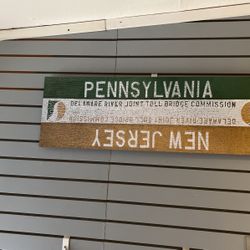 PENNSYLVANIA
DELAWARE RIVER JOINT TOLL BRIDGE COMMISSION
DELAWARE RIVER JOINT TOLL BRIDGE COMMISSION
NEW JERSEY